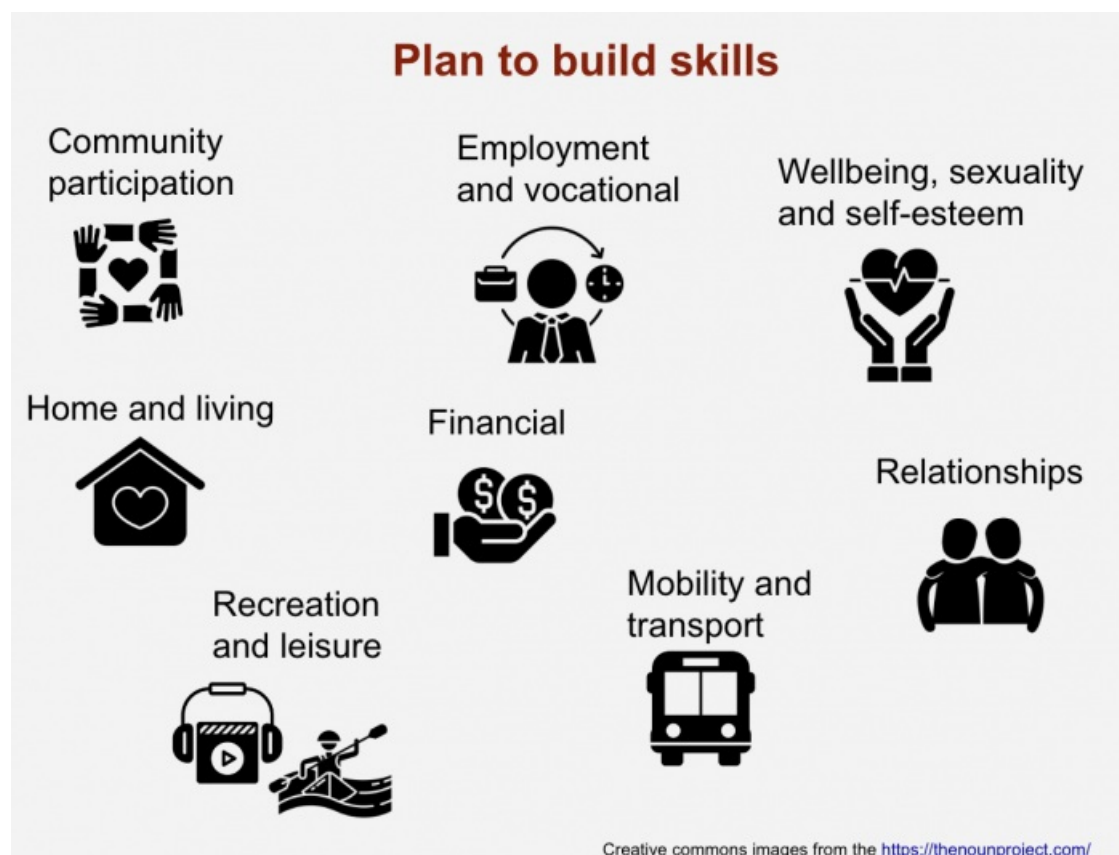 Plan to build skills
Community
participation
Employment
and vocational
Wellbeing, sexuality
and self-esteem
Home and living
Financial
$ $
Relationships
Recreation
and leisure
Mobility and
transport
Creative commons images from the https://thenounproject.com/